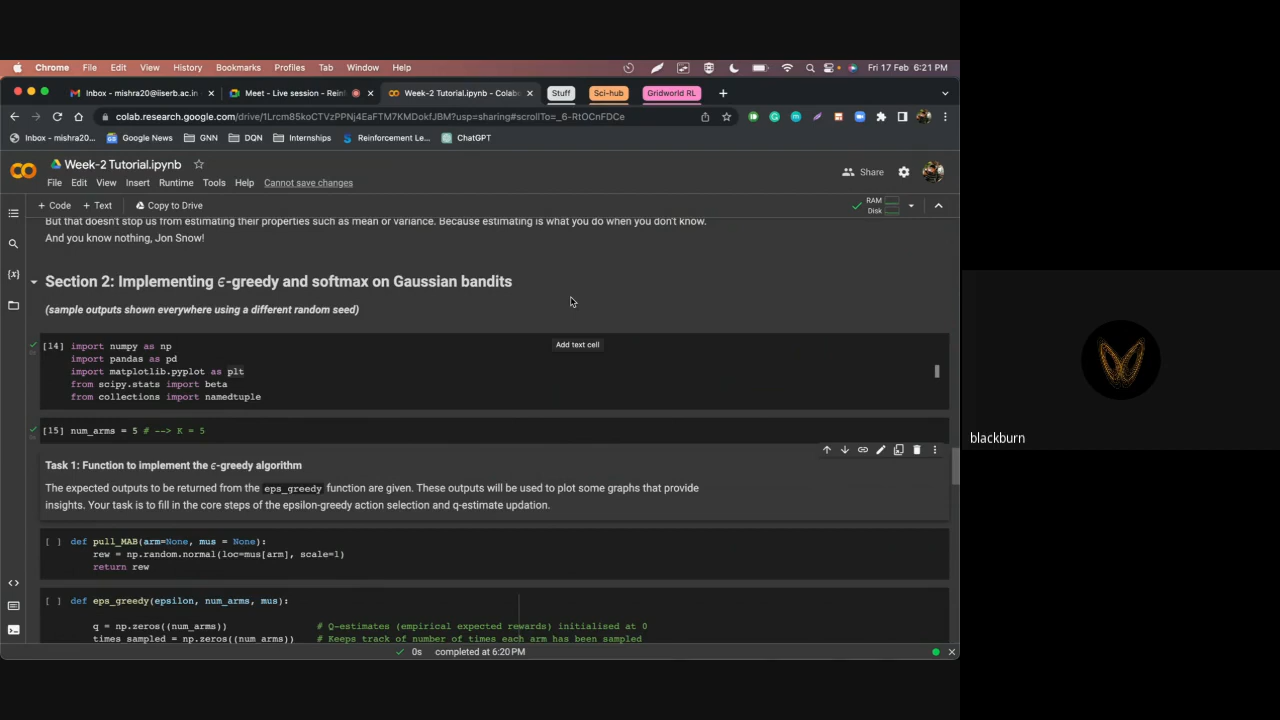 Chrome File Edit View History Bookmarks Profiles Tab Window Help Fri 17 Feb 6:21 PM
Inbox - mishra20@iiserb.ac.in Meet - Live session - Rein Week-2 Tutorial.ipynb - Colab Stuff Sci-hub Gridworld RL
colab.research.google.com/drive/1Lrcm85koCTVzPPNj4EaFTM7KMDokfJBM?usp=sharing#scrollTo=_6-RtOCnFDCe
Inbox - mishra20... Google News GNN DQN Internships Reinforcement Le... ChatGPT
Week-2 Tutorial.ipynb
File Edit View Insert Runtime Tools Help Cannot save changes
Share
+ Code + Text Copy to Drive
RAM
Disk
But that doesn't stop us from estimating their properties such as mean or variance. Because estimating is what you do when you don't know.
And you know nothing, Jon Snow!
Section 2: Implementing ϵ-greedy and softmax on Gaussian bandits
(sample outputs shown everywhere using a different random seed)
[14] import numpy as np
import pandas as pd
import matplotlib.pyplot as plt
from scipy.stats import beta
from collections import namedtuple
Add text cell
[15] num_arms = 5 # --> K = 5
Task 1: Function to implement the ϵ-greedy algorithm
The expected outputs to be returned from the eps_greedy function are given. These outputs will be used to plot some graphs that provide
insights. Your task is to fill in the core steps of the epsilon-greedy action selection and q-estimate updation.
[ ] def pull_MAB(arm=None, mus = None):
rew = np.random.normal(loc=mus[arm], scale=1)
return rew
[ ] def eps_greedy(epsilon, num_arms, mus):
q = np.zeros((num_arms)) # Q-estimates (empirical expected rewards) initialised at 0
times_sampled = np.zeros((num_arms)) # Keeps track of number of times each arm has been sampled
0s completed at 6:20 PM
blackburn